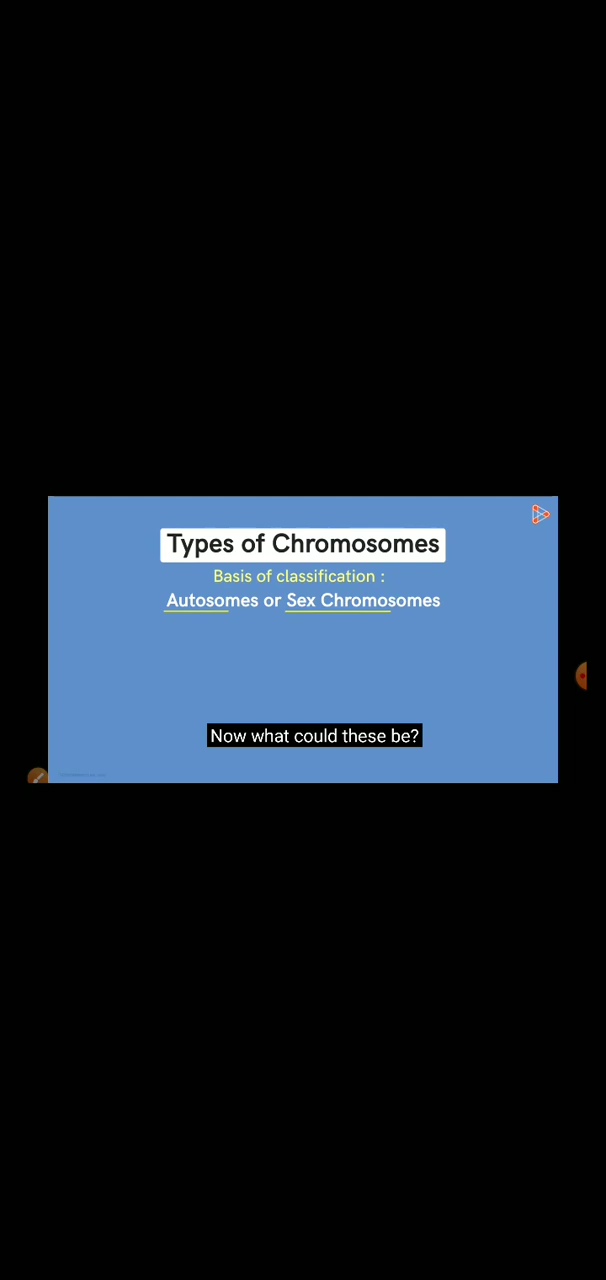 Types of Chromosomes
Basis of classification :
Autosomes or Sex Chromosomes
Now what could these be?